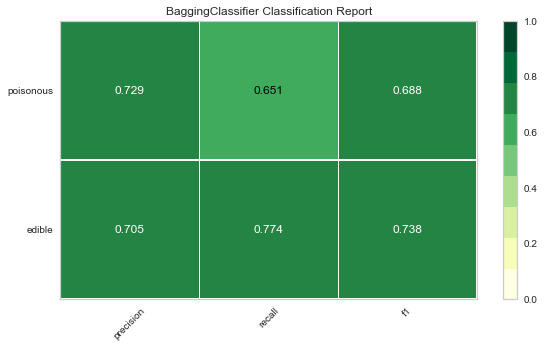 BaggingClassifier Classification Report
poisonous
0.729
0.651
0.688
edible
0.705
0.774
0.738
precision
recall
f1
1.0
0.8
0.6
0.4
0.2
0.0